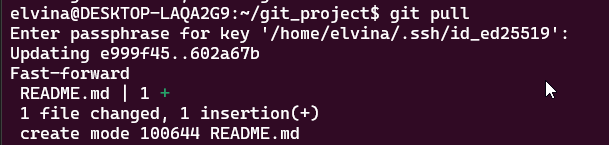 elvina@DESKTOP-LAQA2G9:~/git_project$ git pull
Enter passphrase for key '/home/elvina/.ssh/id_ed25519':
Updating e999f45..602a67b
Fast-forward
 README.md | 1 +
 1 file changed, 1 insertion(+)
 create mode 100644 README.md